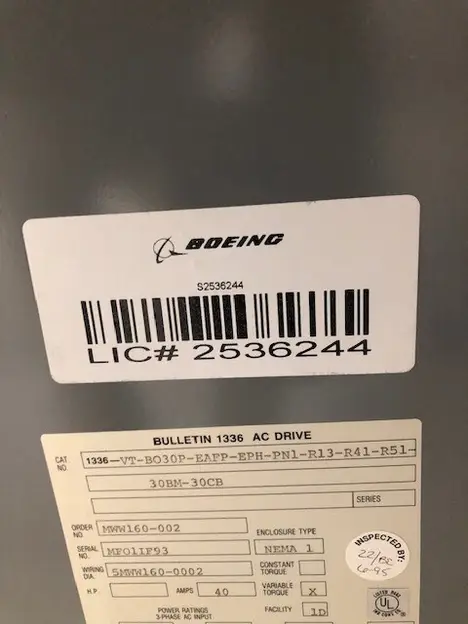 BOEING
S2536244
LIC# 2536244
BULLETIN 1336 AC DRIVE
CAT NO. 1336-VT-BO30P-EAFP-EPH-PN1-R13-R41-R51-
30BM-30CB
SERIES
ORDER NO. MWW160-002
ENCLOSURE TYPE
SERIAL NO. MFO1IF93
NEMA 1
INSPECTED BY:
WIRING DIA. 5MWW160-0002
CONSTANT TORQUE
H.P. AMPS 40
VARIABLE TORQUE X
POWER RATINGS
FACILITY 1D
3-PHASE AC INPUT
UL